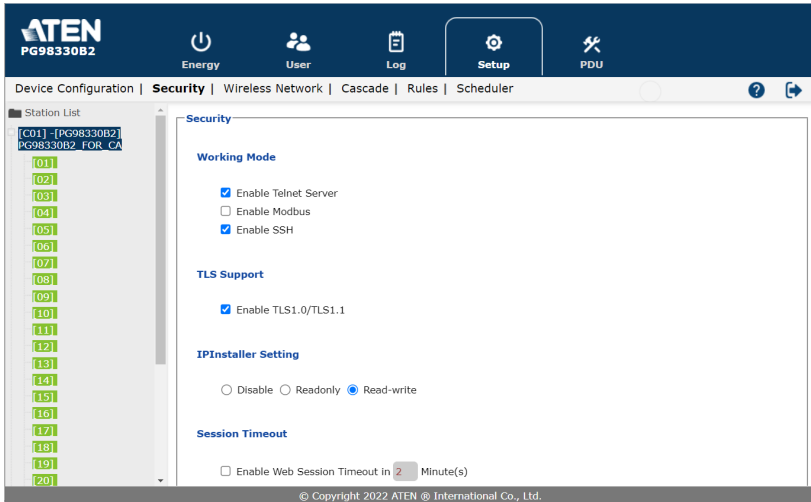 ATEN
PG98330B2
Energy
User
Log
Setup
PDU
Device Configuration | Security | Wireless Network | Cascade | Rules | Scheduler
?
Station List
[C01] -[PG98330B2]
PG98330B2_FOR_CA
[01]
[02]
[03]
[04]
[05]
[06]
[07]
[08]
[09]
[10]
[11]
[12]
[13]
[14]
[15]
[16]
[17]
[18]
[19]
[20]
Security
Working Mode
Enable Telnet Server
Enable Modbus
Enable SSH
TLS Support
Enable TLS1.0/TLS1.1
IPInstaller Setting
Disable Readonly Read-write
Session Timeout
Enable Web Session Timeout in 2 Minute(s)
© Copyright 2022 ATEN ® International Co., Ltd.